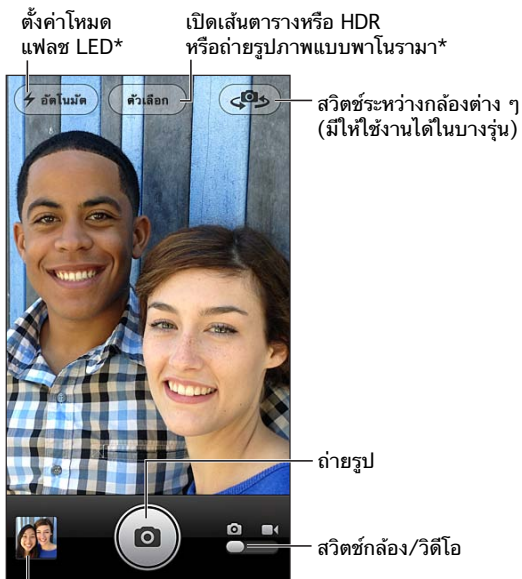 ตั้งค่าโหมด
แฟลช LED*
เปิดเส้นตารางหรือ HDR
หรือถ่ายรูปภาพแบบพาโนรามา*
อัตโนมัติ
ตัวเลือก
สวิตช์ระหว่างกล้องต่าง ๆ
(มีให้ใช้งานได้ในบางรุ่น)
ถ่ายรูป
สวิตช์กล้อง/วิดีโอ